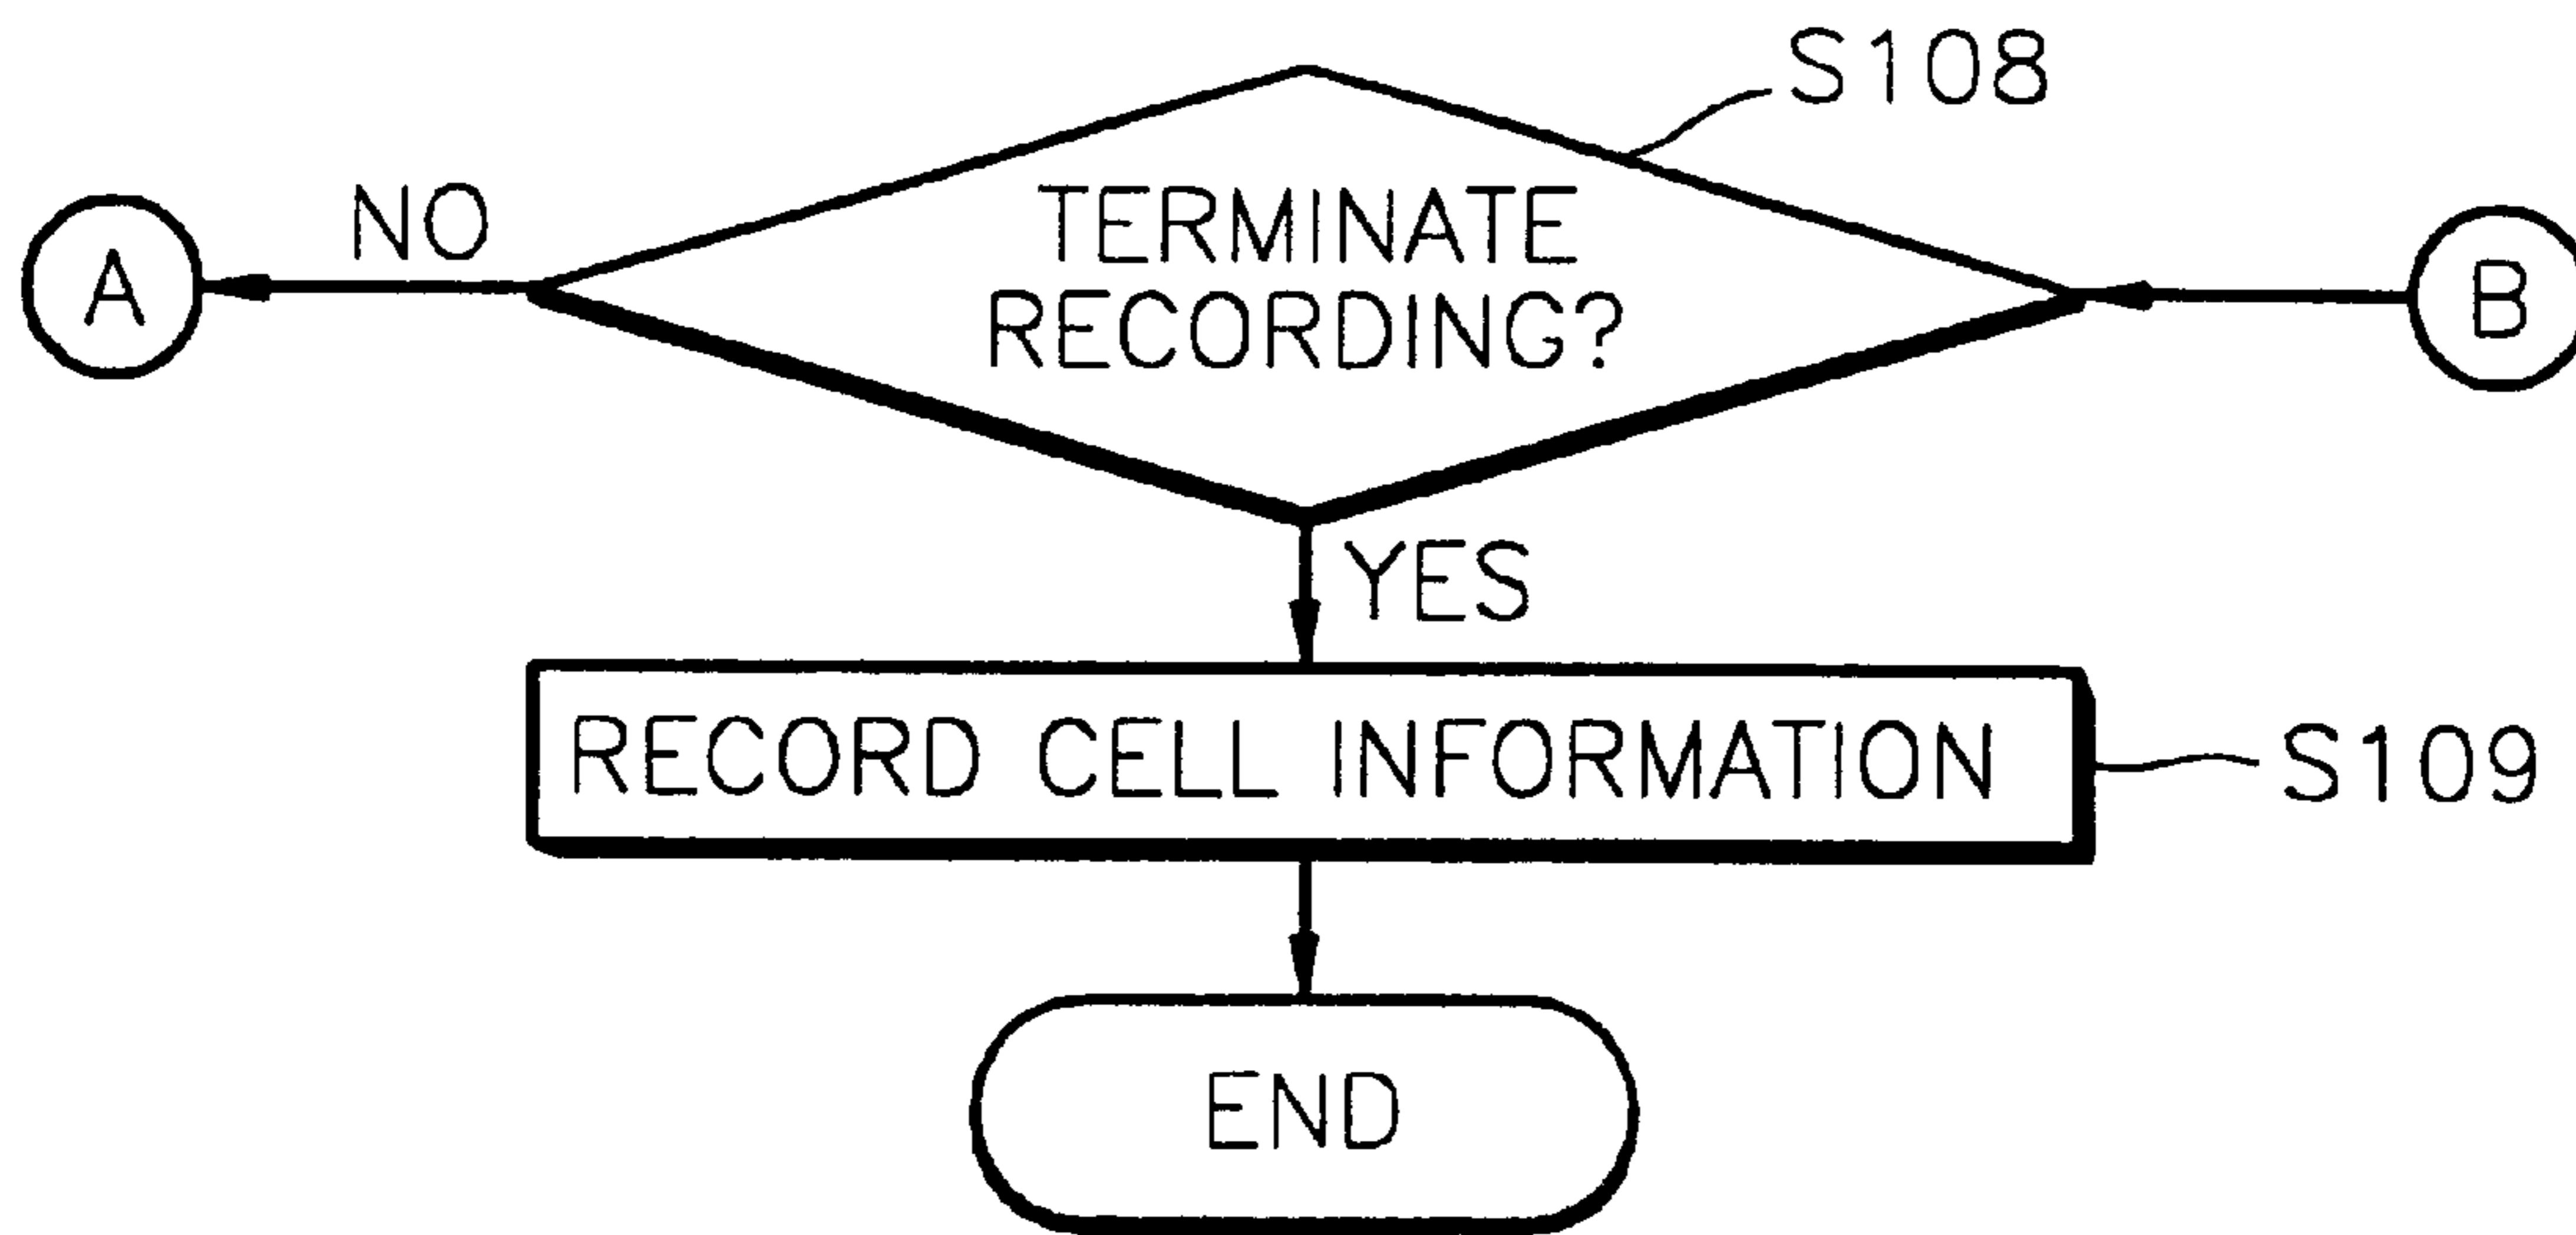 S108
NO
TERMINATE
RECORDING?
A
B
YES
RECORD CELL INFORMATION
S109
END